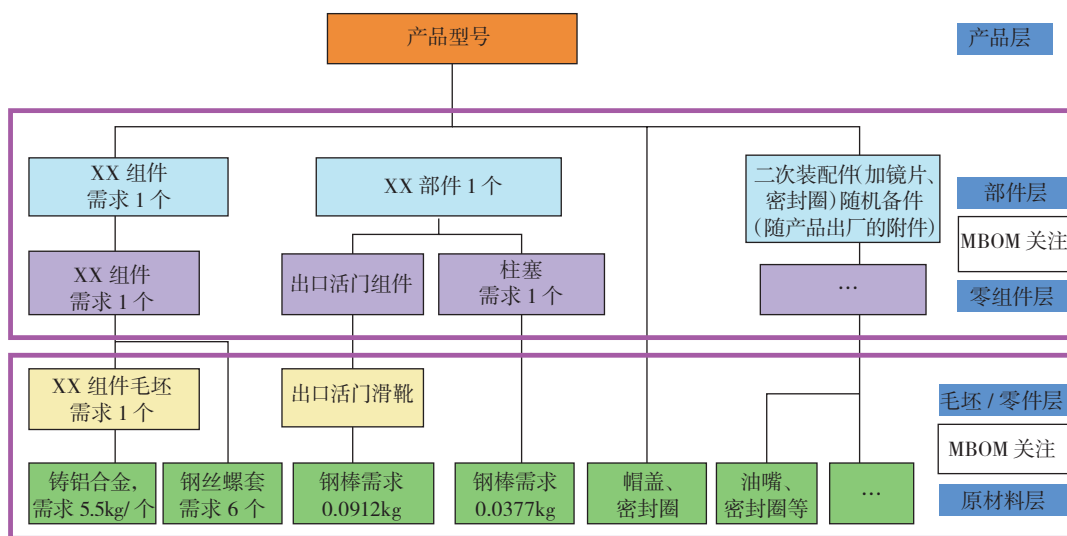 产品型号
产品层
XX 组件
需求 1 个
XX 部件 1 个
二次装配件(加镜片、
密封圈)随机备件
(随产品出厂的附件)
部件层
MBOM 关注
XX 组件
需求 1 个
出口活门组件
柱塞
需求 1 个
…
零组件层
XX 组件毛坯
需求 1 个
出口活门滑靴
毛坯 / 零件层
MBOM 关注
铸铝合金,
需求 5.5kg/ 个
钢丝螺套
需求 6 个
钢棒需求
0.0912kg
钢棒需求
0.0377kg
帽盖、
密封圈
油嘴、
密封圈等
…
原材料层